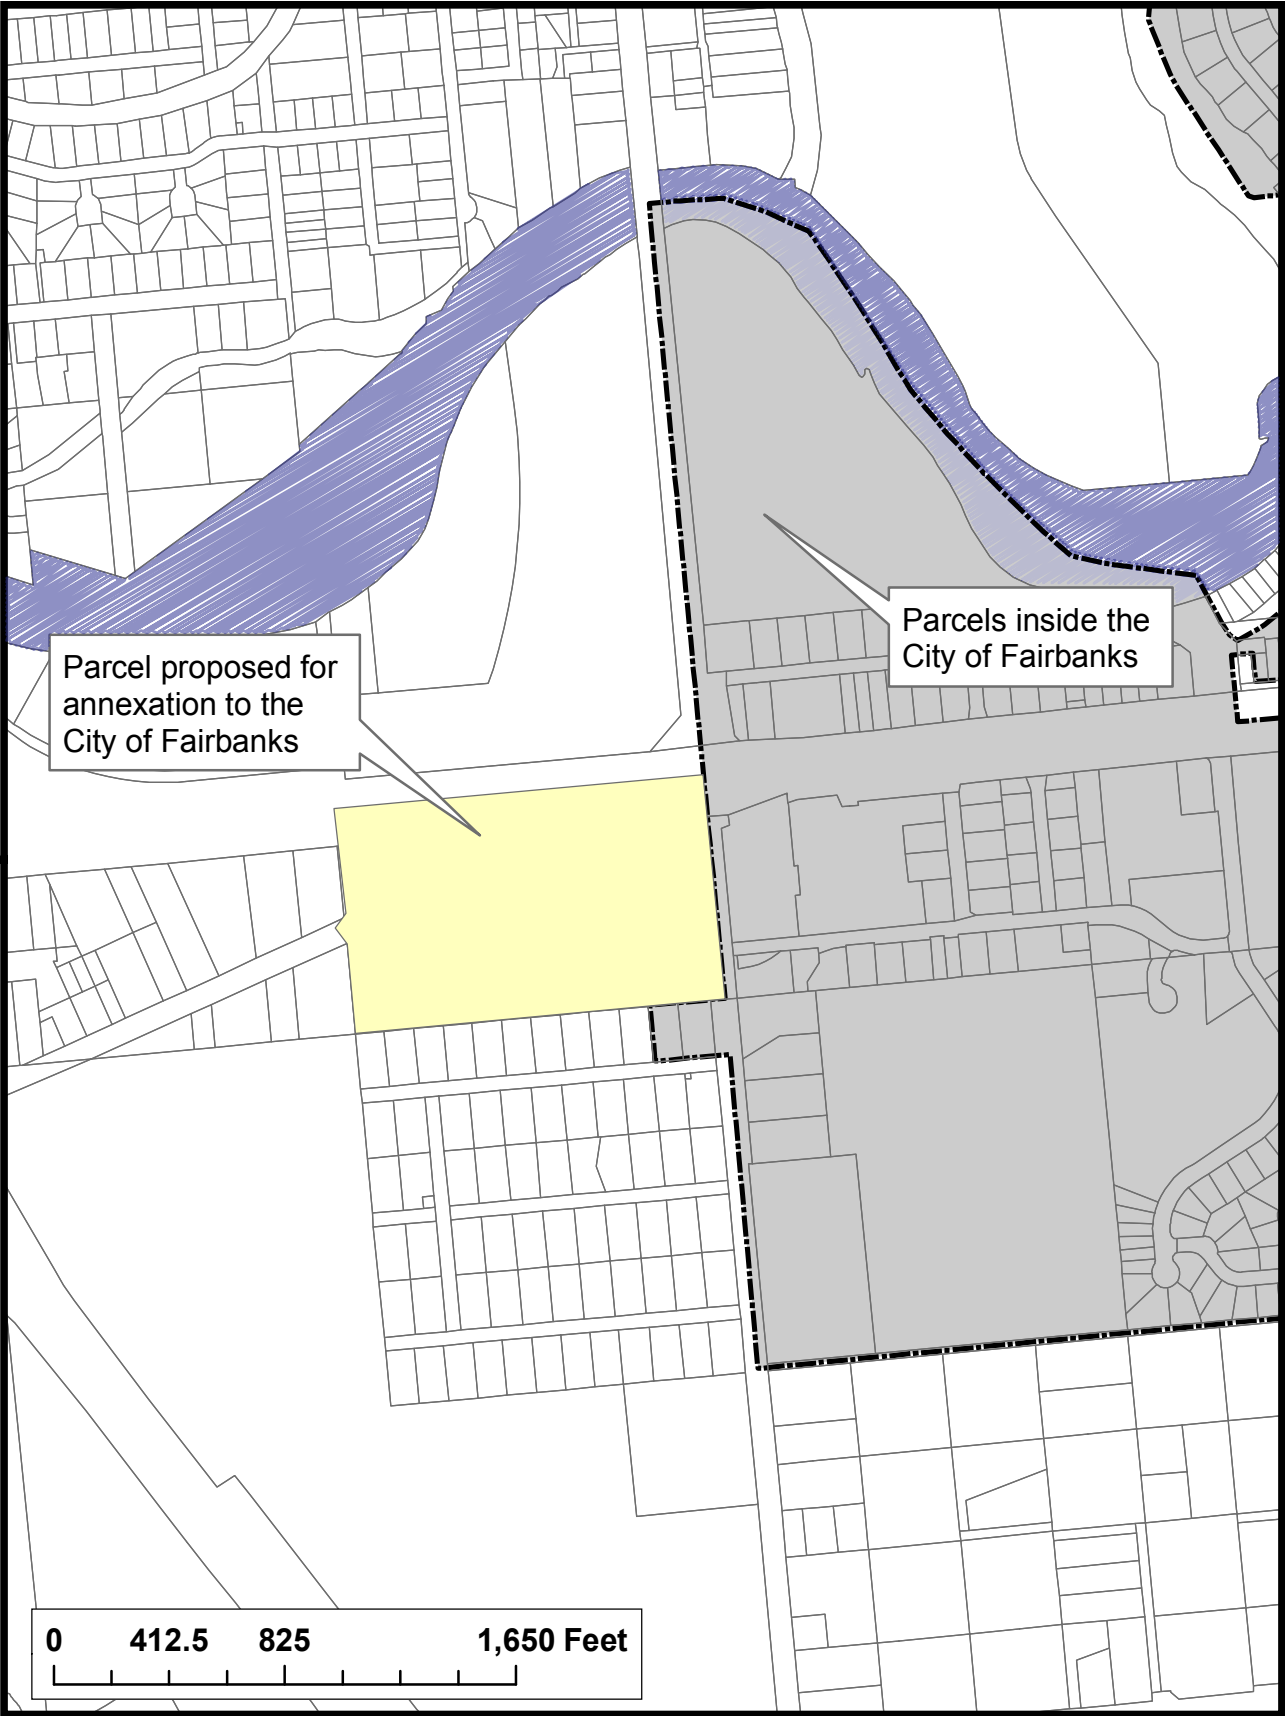 Parcels inside the
City of Fairbanks
Parcel proposed for
annexation to the
City of Fairbanks
0 412.5 825 1,650 Feet